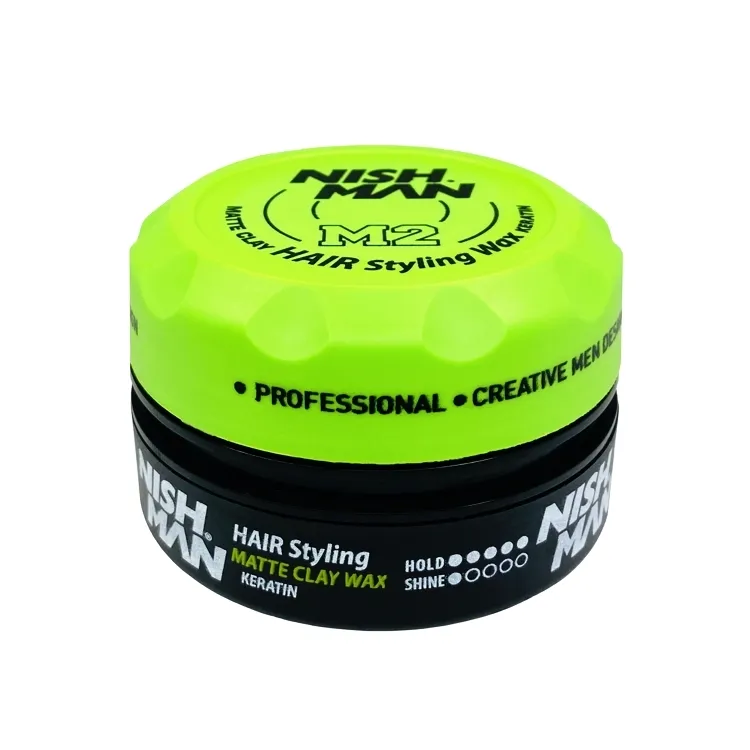 NISH
MAN
M2
MATTE CLAY HAIR Styling Wax KERATIN
• PROFESSIONAL • CREATIVE MEN
NISH
MAN
HAIR Styling
MATTE CLAY WAX
KERATIN
HOLD
SHINE
NISH
MAN